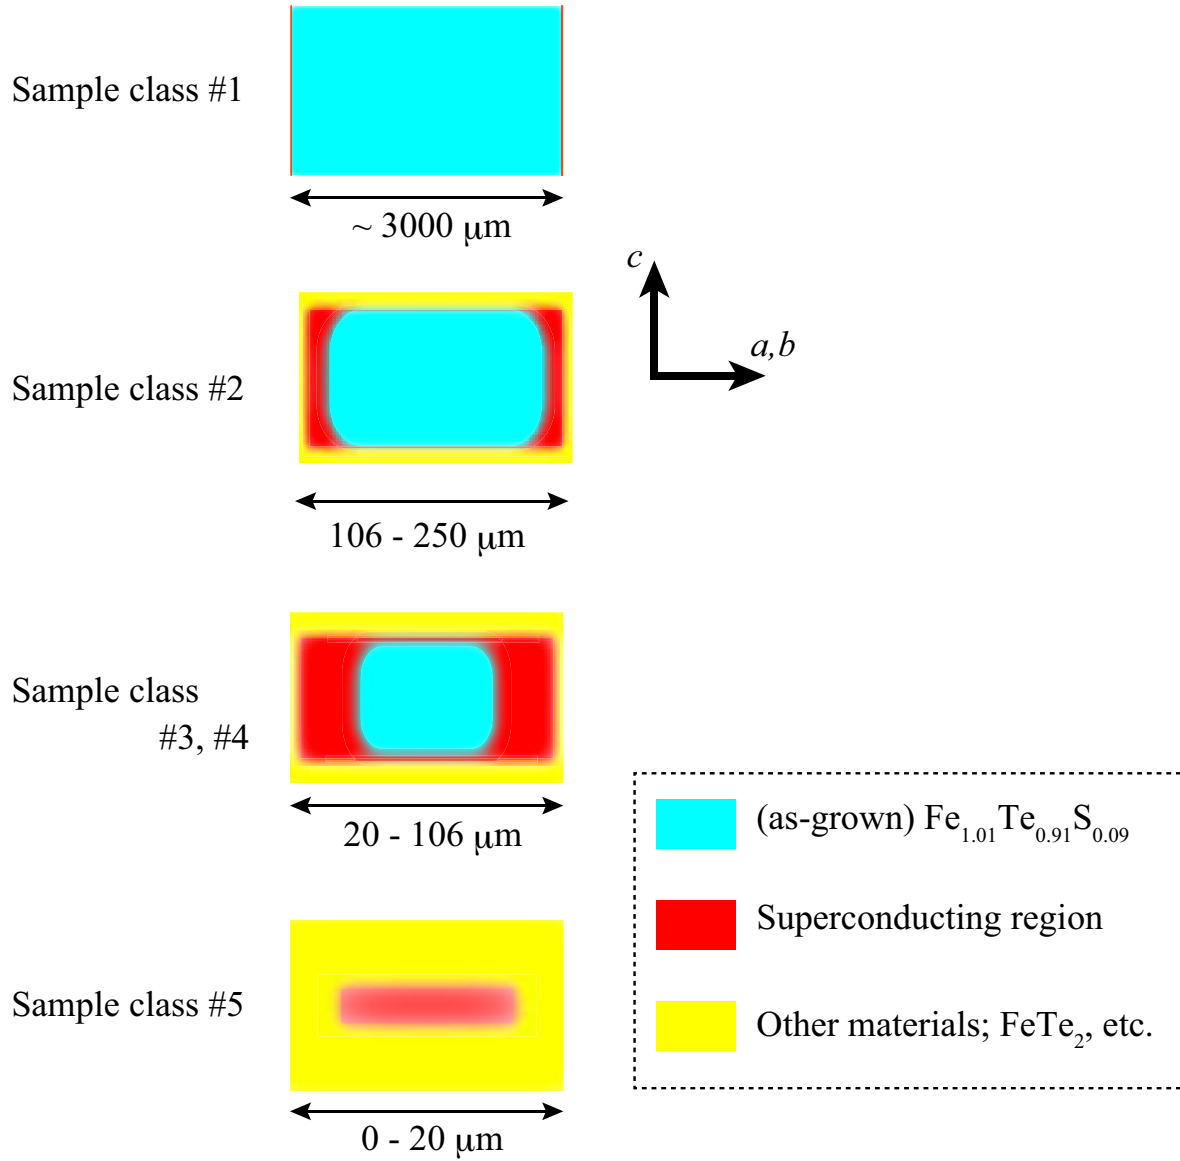 Sample class #1
~ 3000 μm
c
a,b
Sample class #2
106 - 250 μm
Sample class
#3, #4
20 - 106 μm
(as-grown) Fe1.01Te0.91S0.09
Superconducting region
Sample class #5
Other materials; FeTe2, etc.
0 - 20 μm